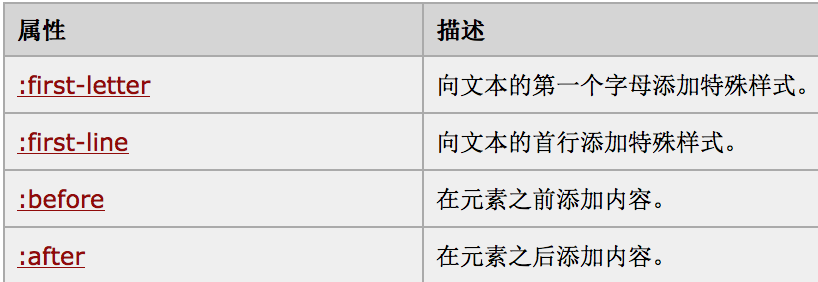 属性 描述
:first-letter 向文本的第一个字母添加特殊样式。
:first-line 向文本的首行添加特殊样式。
:before 在元素之前添加内容。
:after 在元素之后添加内容。